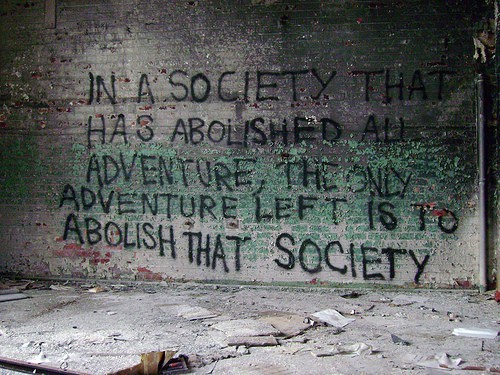 IN A SOCIETY THAT
HAS ABOLISHED ALL
ADVENTURE, THE ONLY
ADVENTURE LEFT IS TO
ABOLISH THAT SOCIETY